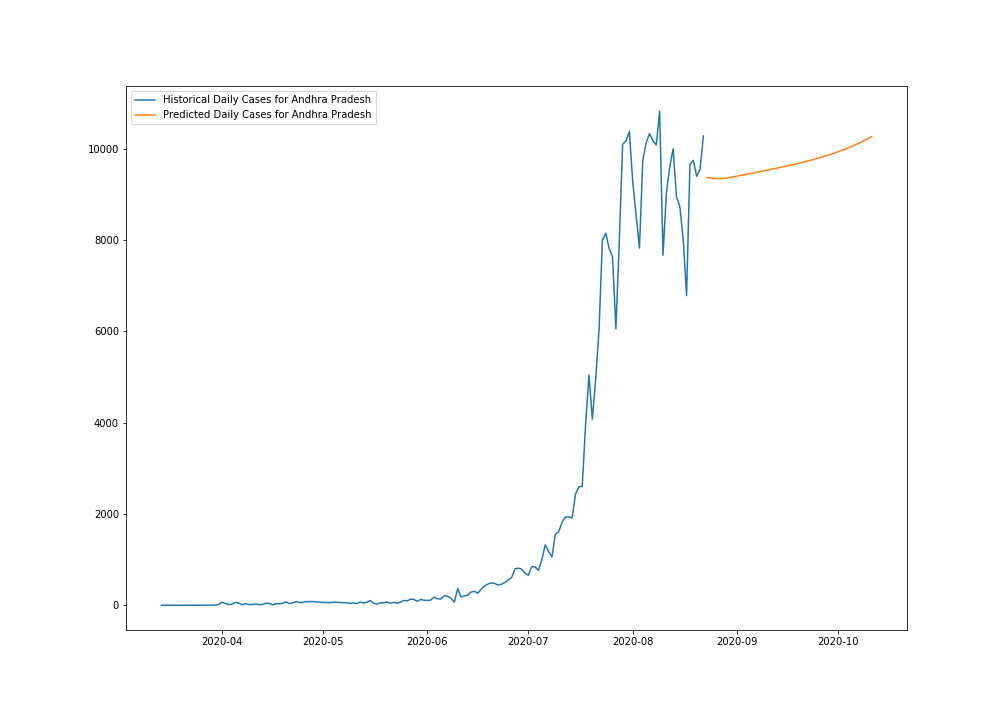 Historical Daily Cases for Andhra Pradesh
Predicted Daily Cases for Andhra Pradesh
10000
8000
6000
4000
2000
0
2020-04 2020-05 2020-06 2020-07 2020-08 2020-09 2020-10